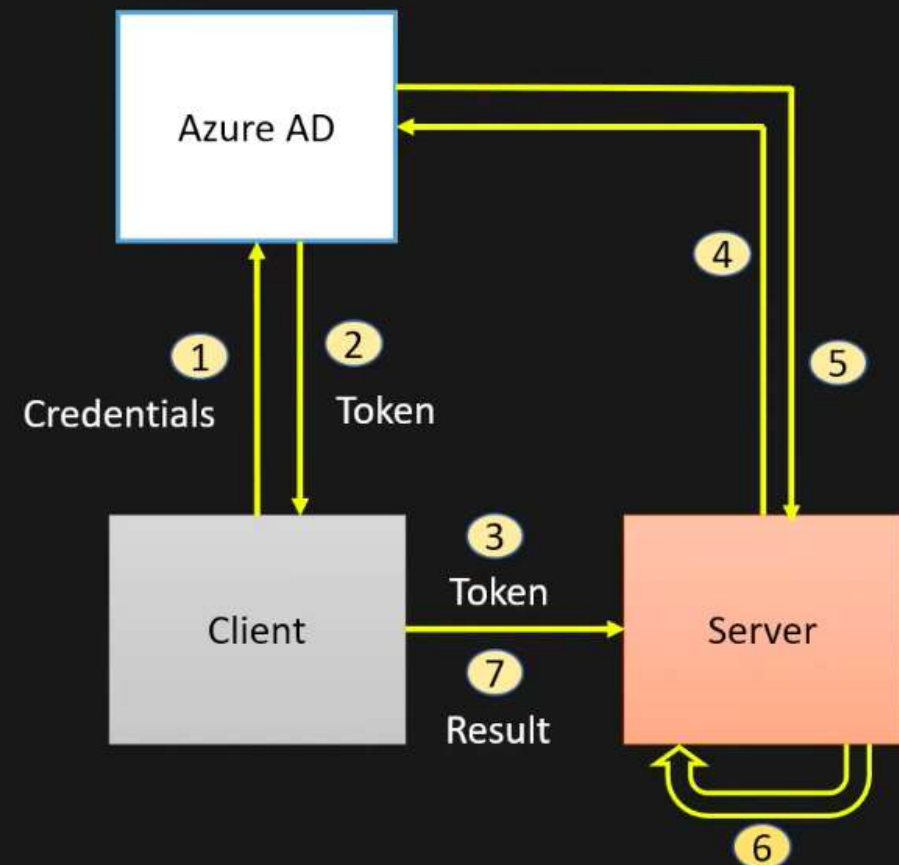 Azure AD
4
1
2
5
Credentials
Token
3
Token
Client
Server
7
Result
6